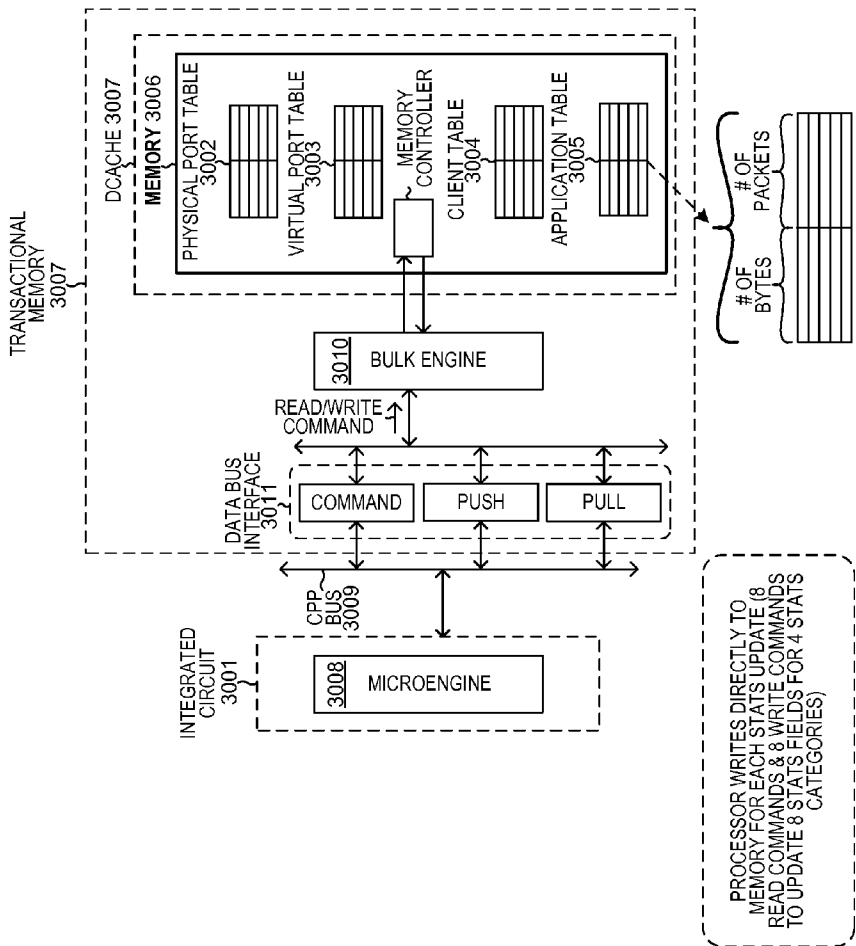 TRANSACTIONAL
MEMORY
3007
DCACHE 3007
MEMORY 3006
PHYSICAL PORT TABLE
3002
VIRTUAL PORT TABLE
3003
MEMORY
CONTROLLER
CLIENT TABLE
3004
APPLICATION TABLE
3005
# OF
BYTES
# OF
PACKETS
3010
BULK ENGINE
READ/WRITE
COMMAND
DATA BUS
INTERFACE
3011
COMMAND
PUSH
PULL
CPP
BUS
3009
INTEGRATED
CIRCUIT
3001
3008
MICROENGINE
PROCESSOR WRITES DIRECTLY TO
MEMORY FOR EACH STATS UPDATE (8
READ COMMANDS & 8 WRITE COMMANDS
TO UPDATE 8 STATS FIELDS FOR 4 STATS
CATEGORIES)